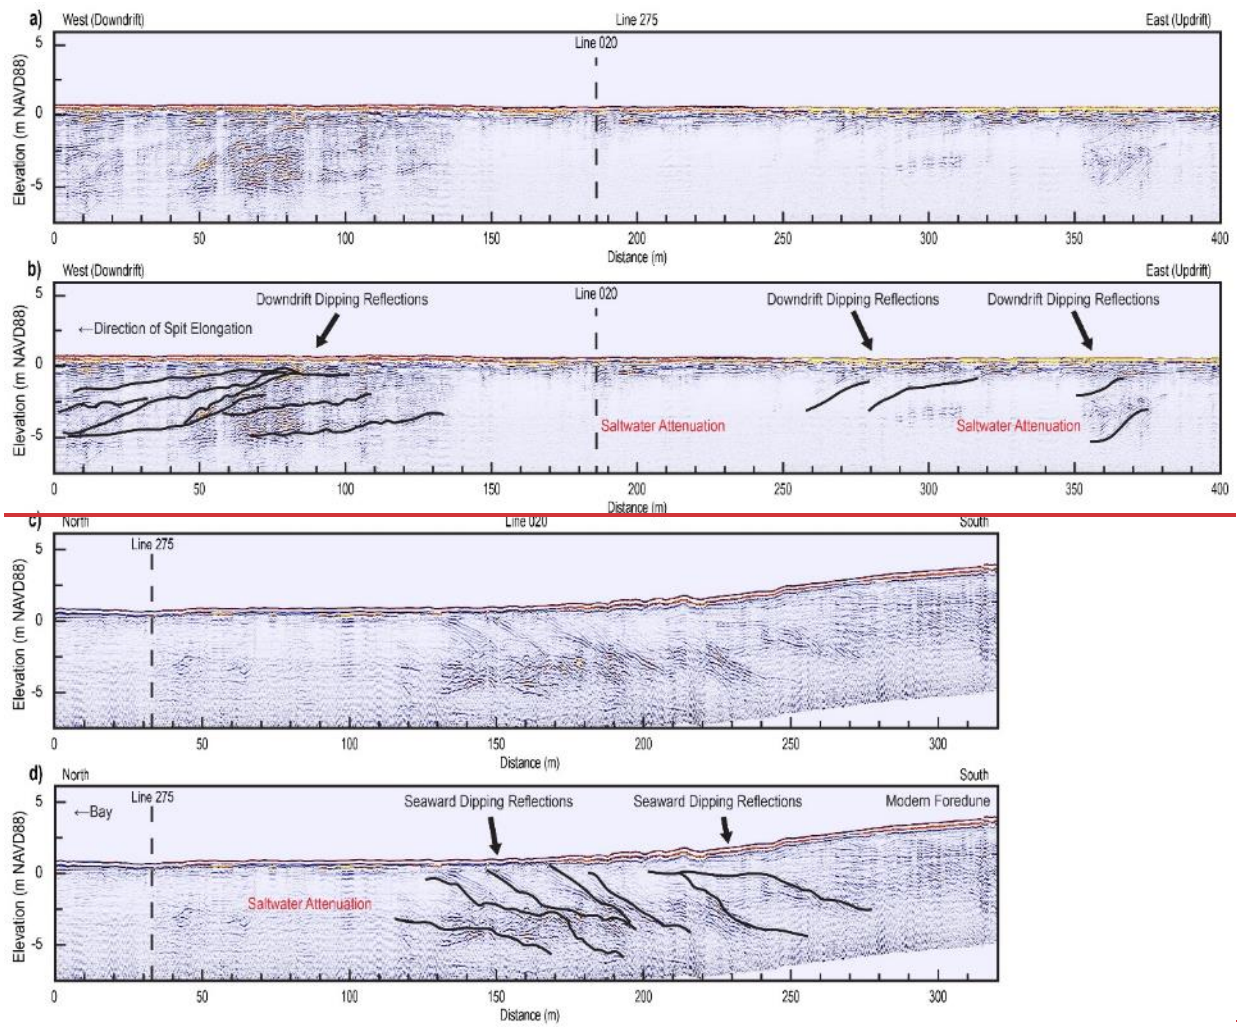 a) West (Downdrift) Line 275 East (Updrift)
Line 020
Elevation (m NAVD88)
5
0
-5
0 50 100 150 200 250 300 350 400
Distance (m)
b) West (Downdrift) East (Updrift)
Line 020
Downdrift Dipping Reflections Downdrift Dipping Reflections Downdrift Dipping Reflections
←Direction of Spit Elongation
Elevation (m NAVD88)
5
0
-5
Saltwater Attenuation Saltwater Attenuation
0 50 100 150 200 250 300 350 400
Distance (m)
c) North Line 020 South
Line 275
Elevation (m NAVD88)
5
0
-5
0 50 100 150 200 250 300
Distance (m)
d) North South
Line 275 Seaward Dipping Reflections Seaward Dipping Reflections Modern Foredune
←Bay
Elevation (m NAVD88)
5
0
-5
Saltwater Attenuation
0 50 100 150 200 250 300
Distance (m)